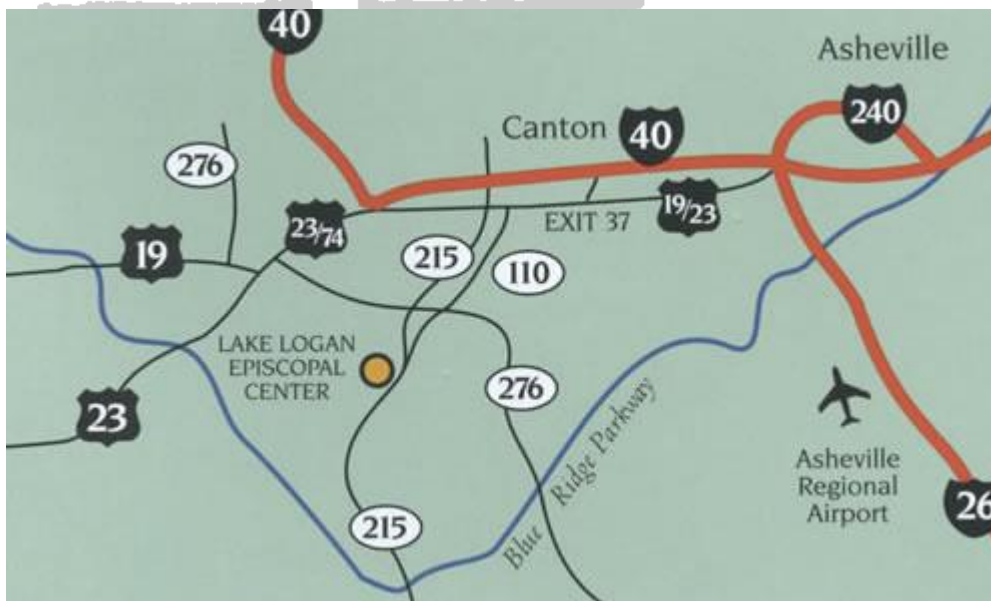 40
Asheville
240
Canton
40
276
EXIT 37
19/23
23/74
19
215
110
LAKE LOGAN
EPISCOPAL
CENTER
276
23
Blue Ridge Parkway
Asheville
Regional
Airport
26
215